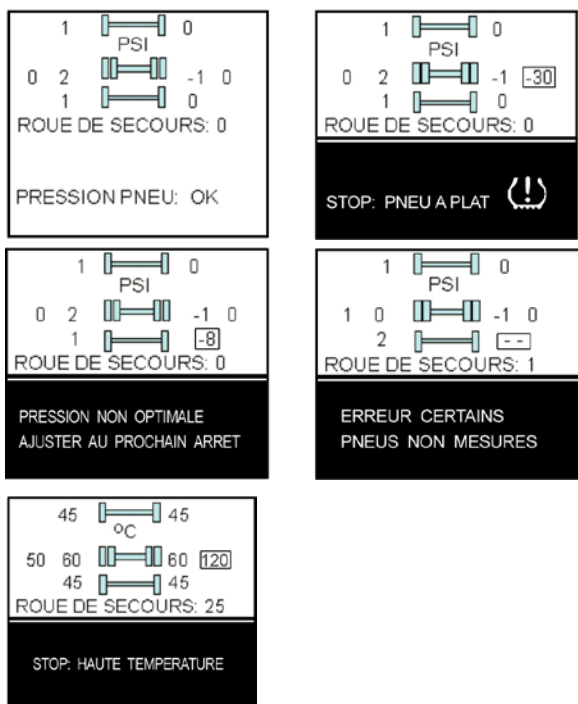 1 0
PSI
0 2 -1 0
1 0
ROUE DE SECOURS: 0
PRESSION PNEU: OK
1 0
PSI
0 2 -1 -30
1 0
ROUE DE SECOURS: 0
STOP: PNEU A PLAT (!)
1 0
PSI
0 2 -1 0
1 -8
ROUE DE SECOURS: 0
PRESSION NON OPTIMALE
AJUSTER AU PROCHAIN ARRET
1 0
PSI
1 0 -1 0
2 - -
ROUE DE SECOURS: 1
ERREUR CERTAINS
PNEUS NON MESURES
45 45
ºC
50 60 60 120
45 45
ROUE DE SECOURS: 25
STOP: HAUTE TEMPERATURE